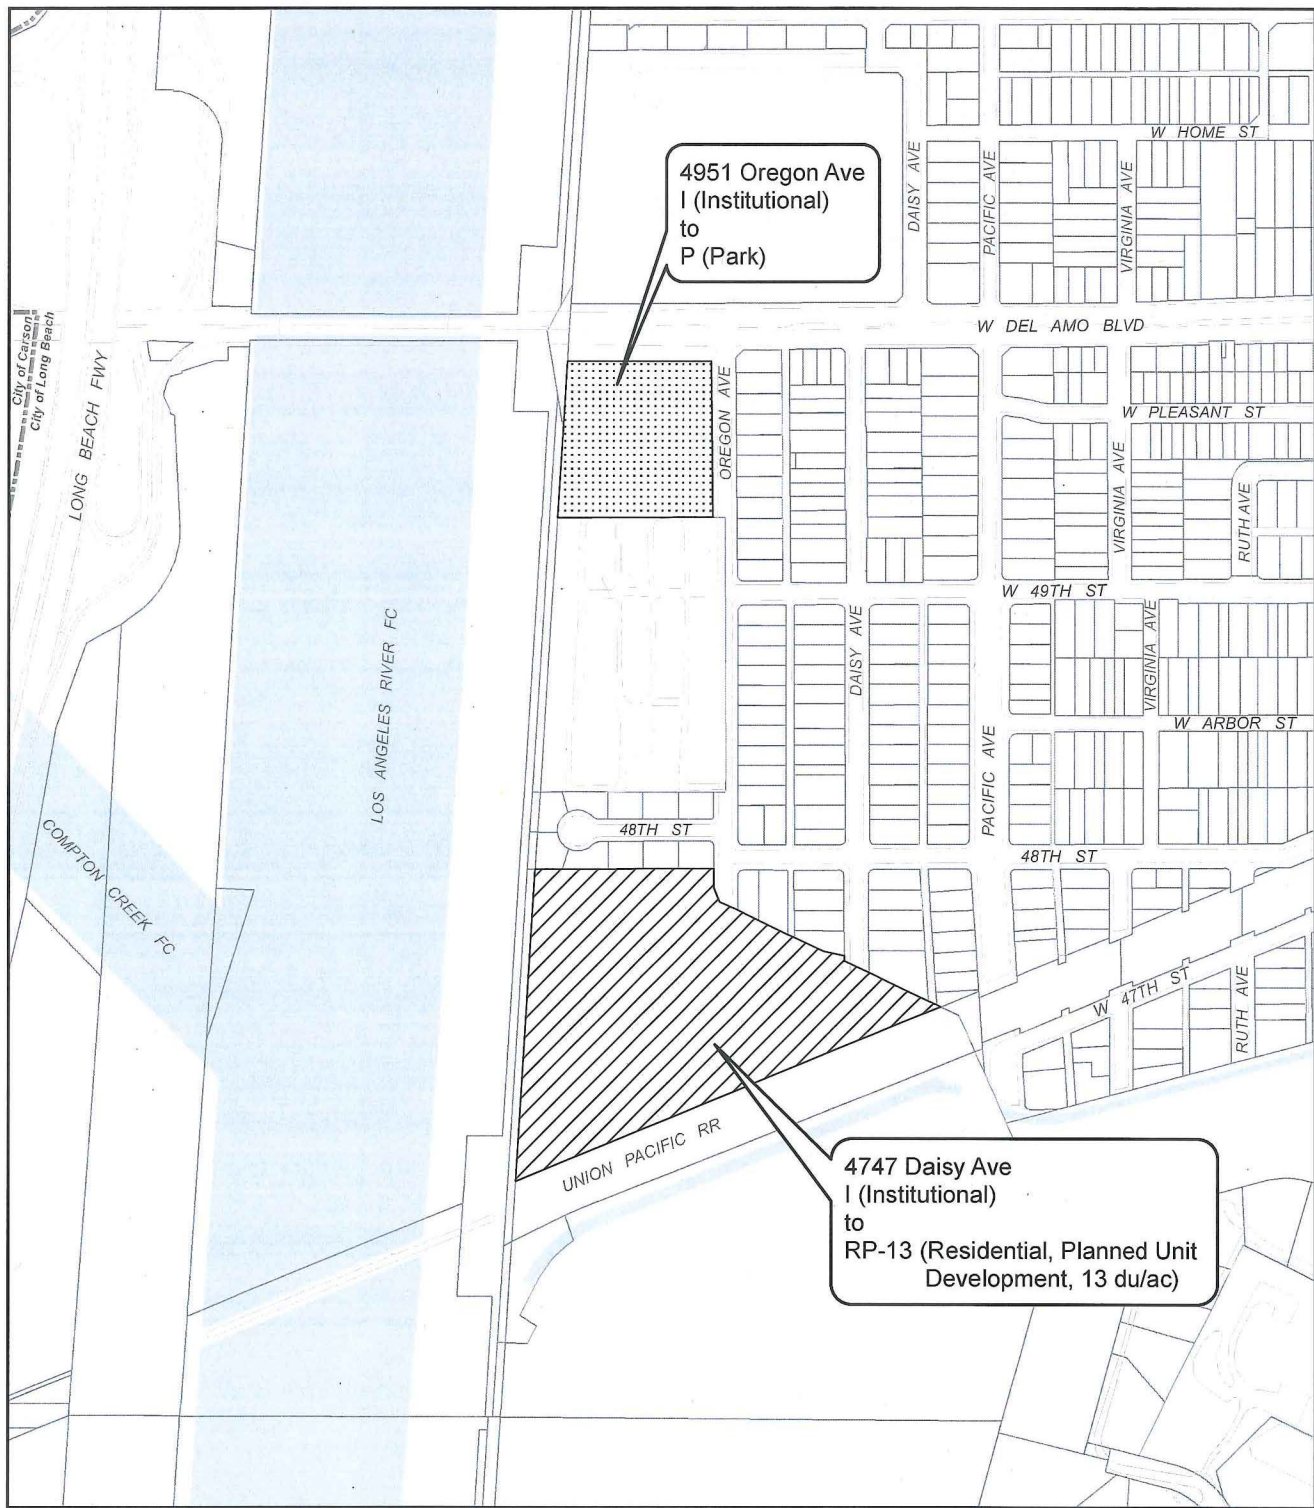 W HOME ST
4951 Oregon Ave
I (Institutional)
to
P (Park)
DAISY AVE
PACIFIC AVE
VIRGINIA AVE
W DEL AMO BLVD
City of Carson
City of Long Beach
LONG BEACH FWY
OREGON AVE
W PLEASANT ST
VIRGINIA AVE
RUTH AVE
W 49TH ST
LOS ANGELES RIVER FC
DAISY AVE
VIRGINIA AVE
W ARBOR ST
PACIFIC AVE
COMPTON CREEK FC
48TH ST
48TH ST
W 47TH ST
RUTH AVE
UNION PACIFIC RR
4747 Daisy Ave
I (Institutional)
to
RP-13 (Residential, Planned Unit
Development, 13 du/ac)